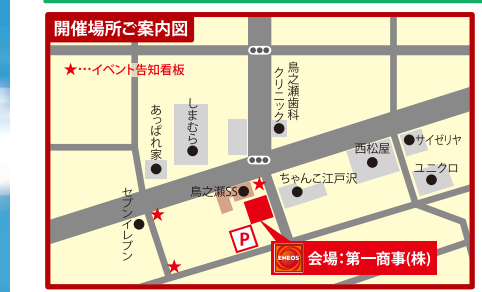 開催場所ご案内図
★…イベント告知看板
鳥之瀬歯科
クリニック
しまむら
あっぱれ家
西松屋
サイゼリヤ
ユニクロ
ちゃんこ江戸沢
鳥之瀬SS
セブンイレブン
P
ENEOS
会場:第一商事(株)